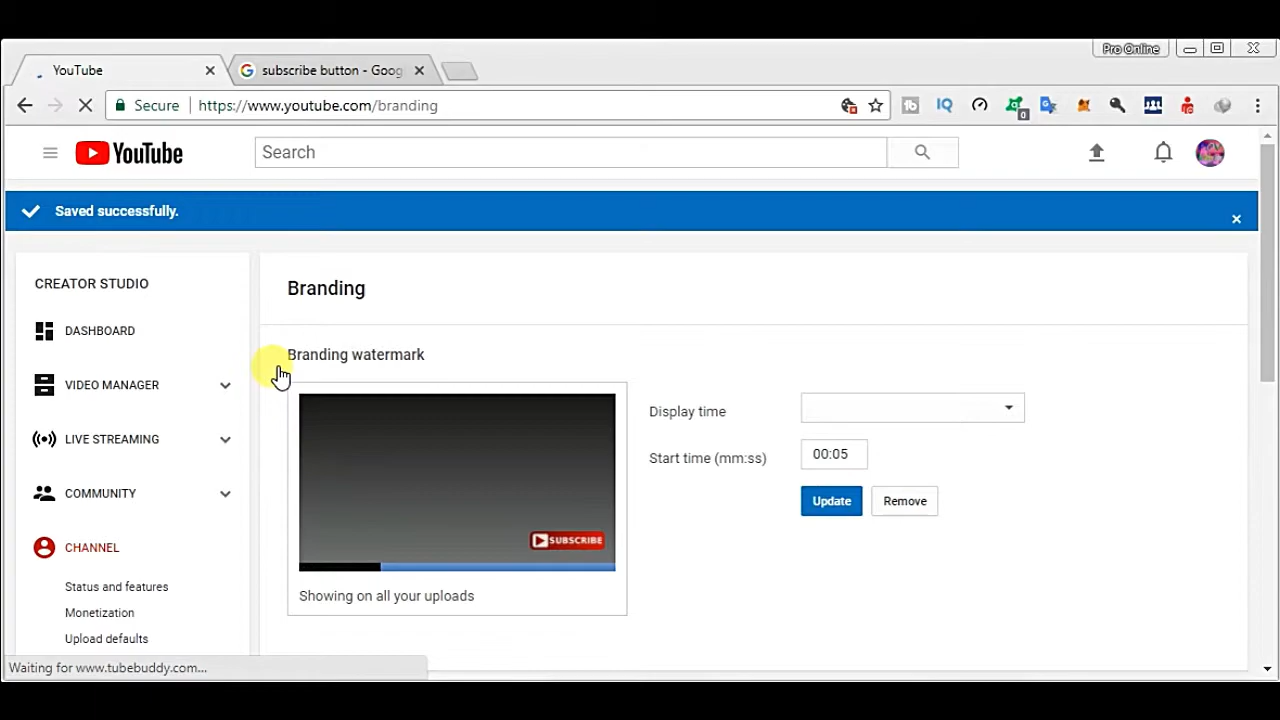 Pro Online
YouTube
subscribe button - Goog
Secure
https://www.youtube.com/branding
IQ
0
YouTube
Search
Saved successfully.
CREATOR STUDIO
DASHBOARD
VIDEO MANAGER
LIVE STREAMING
COMMUNITY
CHANNEL
Status and features
Monetization
Upload defaults
Branding
Branding watermark
SUBSCRIBE
Showing on all your uploads
Display time
Start time (mm:ss)
00:05
Update
Remove
Waiting for www.tubebuddy.com...